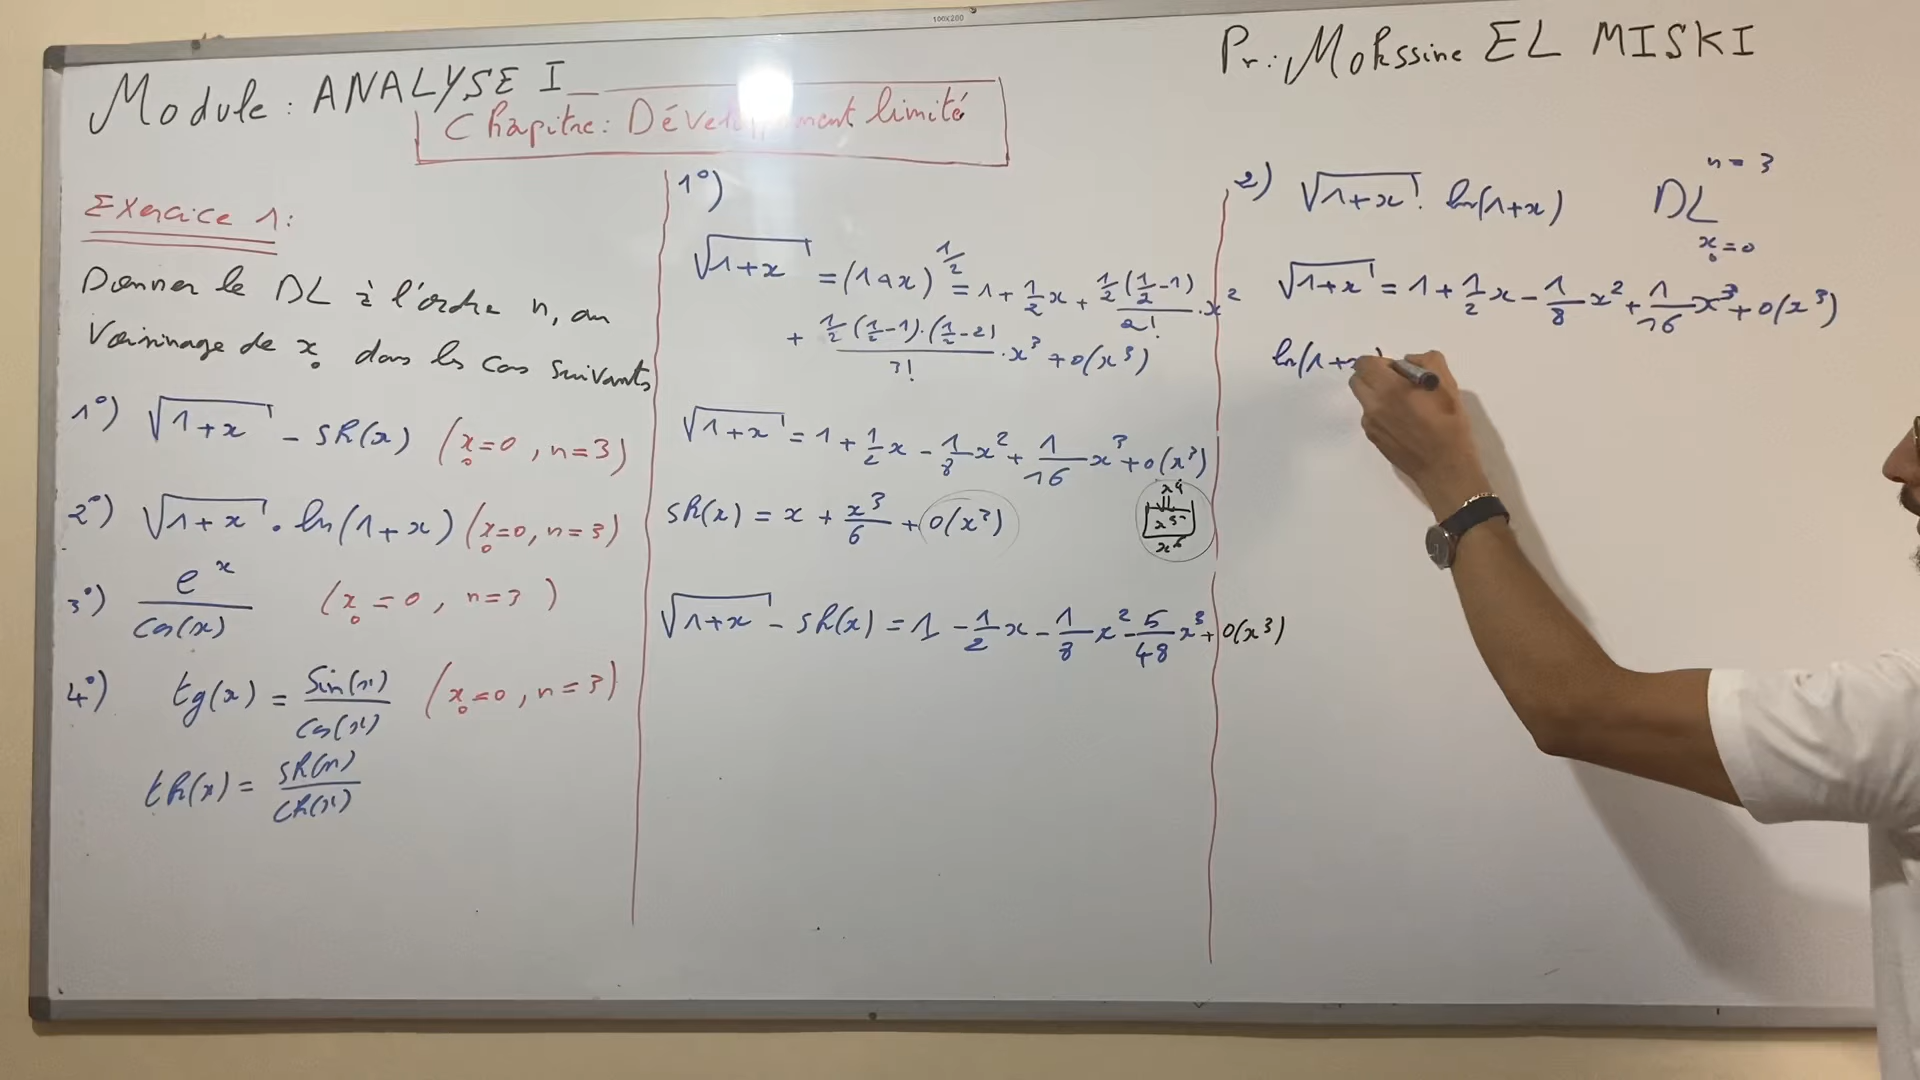 100x200
Module : ANALYSE I
Chapitre : Développement limité
Pr : Mohssine EL MISKI
Exercice 1 :
Donner le DL à l'ordre n, au
Voisinage de x₀ dans les cas suivants
1°) √(1+x) - sh(x) (x₀=0, n=3)
2°) √(1+x) . ln(1+x) (x₀=0, n=3)
3°) e^x / cos(x) (x₀=0, n=3)
4°) tg(x) = sin(x)/cos(x) (x₀=0, n=3)
th(x) = sh(x)/ch(x)
1°)
√(1+x) = (1+x)^(1/2) = 1 + 1/2 x + (1/2(1/2-1))/2! . x²
+ (1/2(1/2-1).(1/2-2))/3! . x³ + o(x³)
√(1+x) = 1 + 1/2 x - 1/8 x² + 1/16 x³ + o(x³)
sh(x) = x + x³/6 + o(x³)
x⁴
x⁵
x⁶
√(1+x) - sh(x) = 1 - 1/2 x - 1/8 x² - 5/48 x³ + o(x³)
2) √(1+x) . ln(1+x) DL n=3 x₀=0
√(1+x) = 1 + 1/2 x - 1/8 x² + 1/16 x³ + o(x³)
ln(1+x)